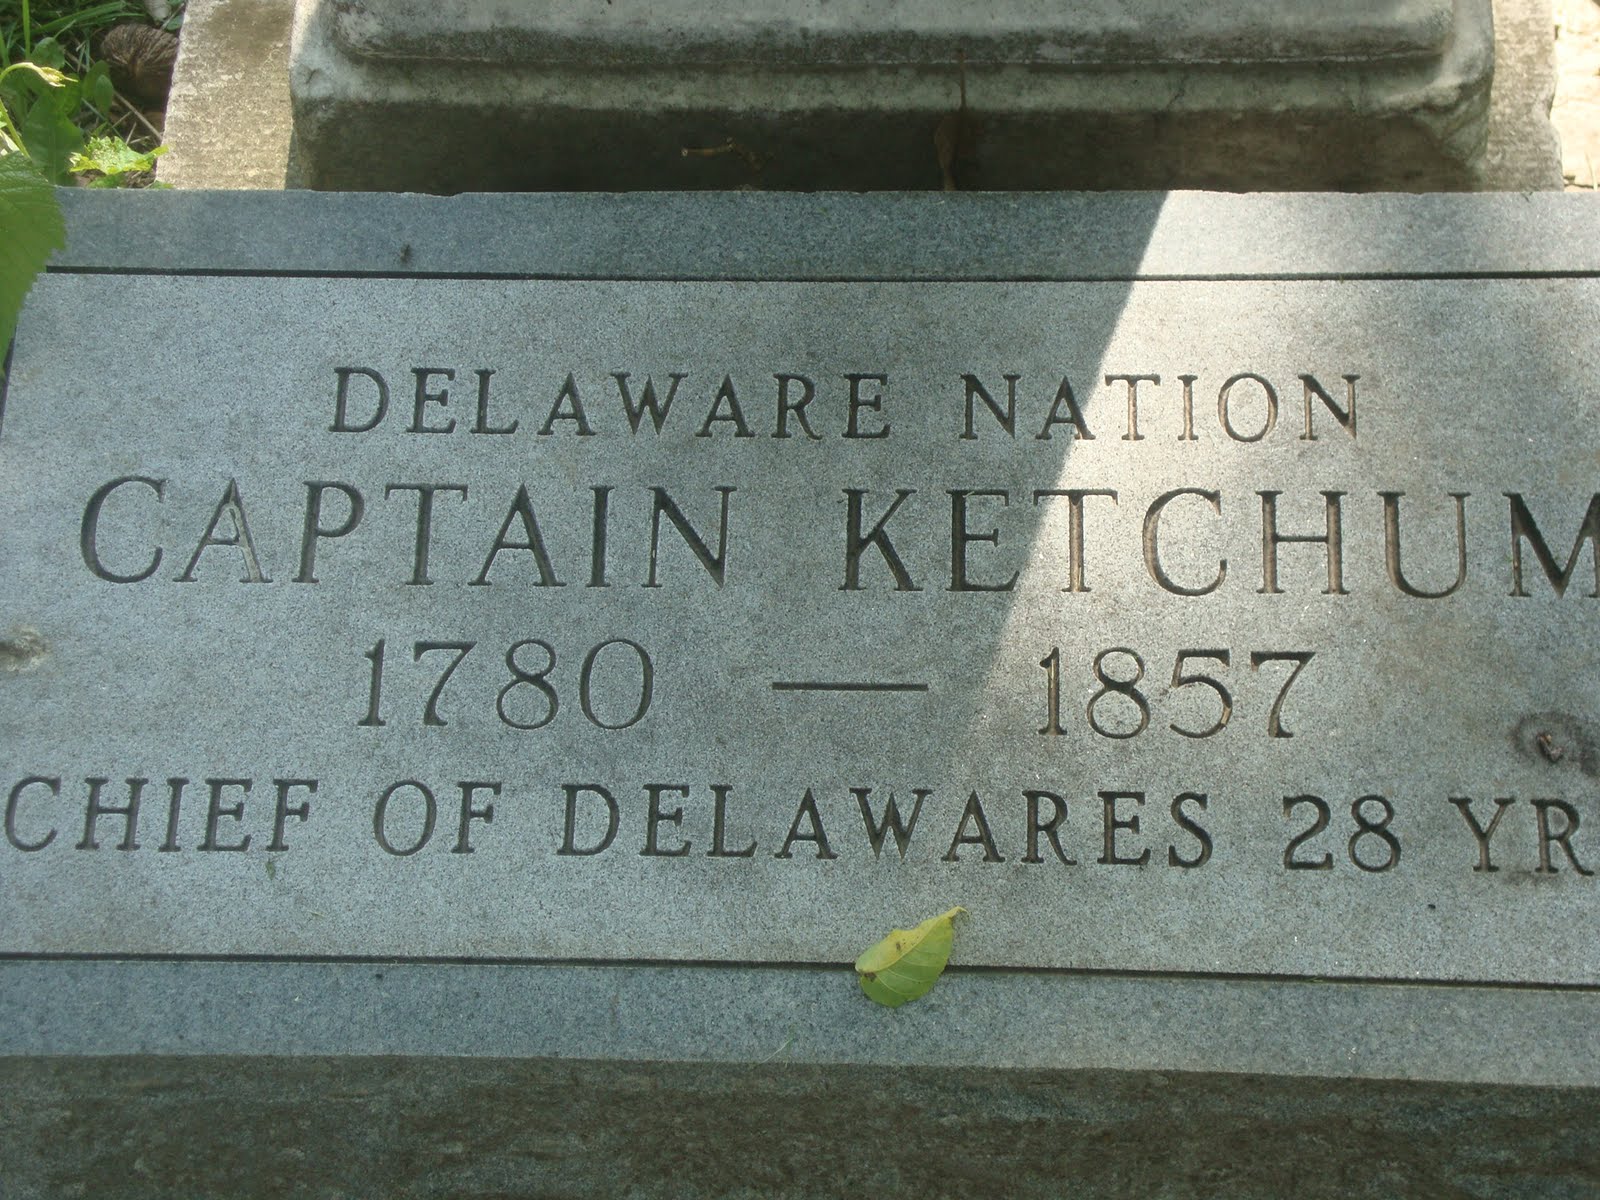 DELAWARE NATION
CAPTAIN KETCHUM
1780 — 1857
CHIEF OF DELAWARES 28 YR